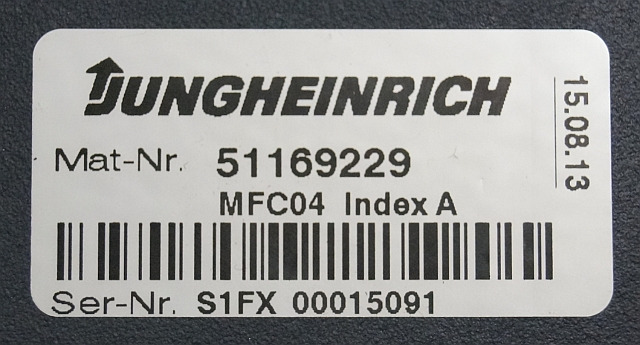 JUNGHEINRICH
Mat-Nr. 51169229
MFC04 Index A
Ser-Nr. S1FX 00015091
15.08.13